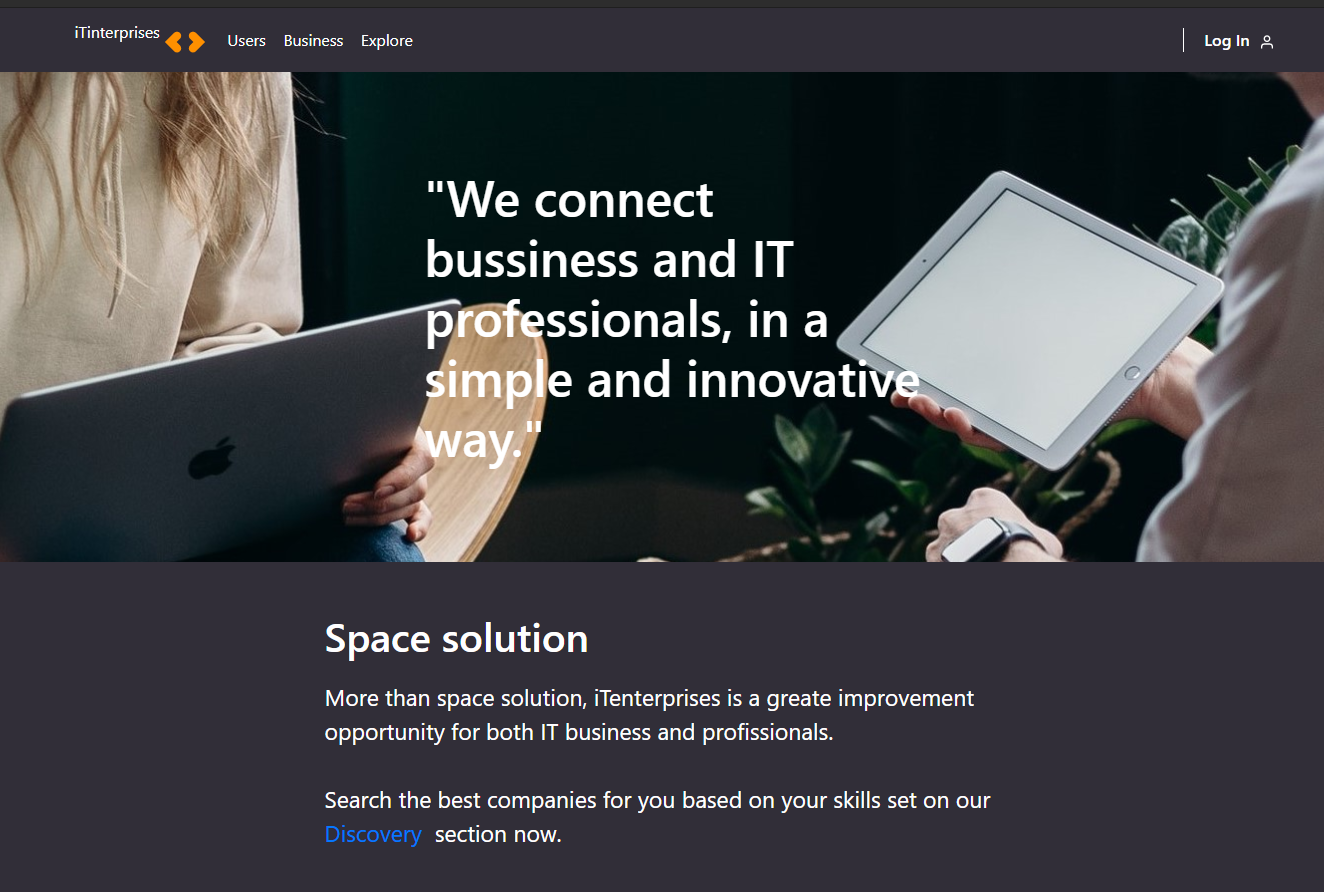 iTinterprises
Users Business Explore
Log In
"We connect
bussiness and IT
professionals, in a
simple and innovative
way."
Space solution
More than space solution, iTenterprises is a greate improvement
opportunity for both IT business and profissionals.
Search the best companies for you based on your skills set on our
Discovery section now.